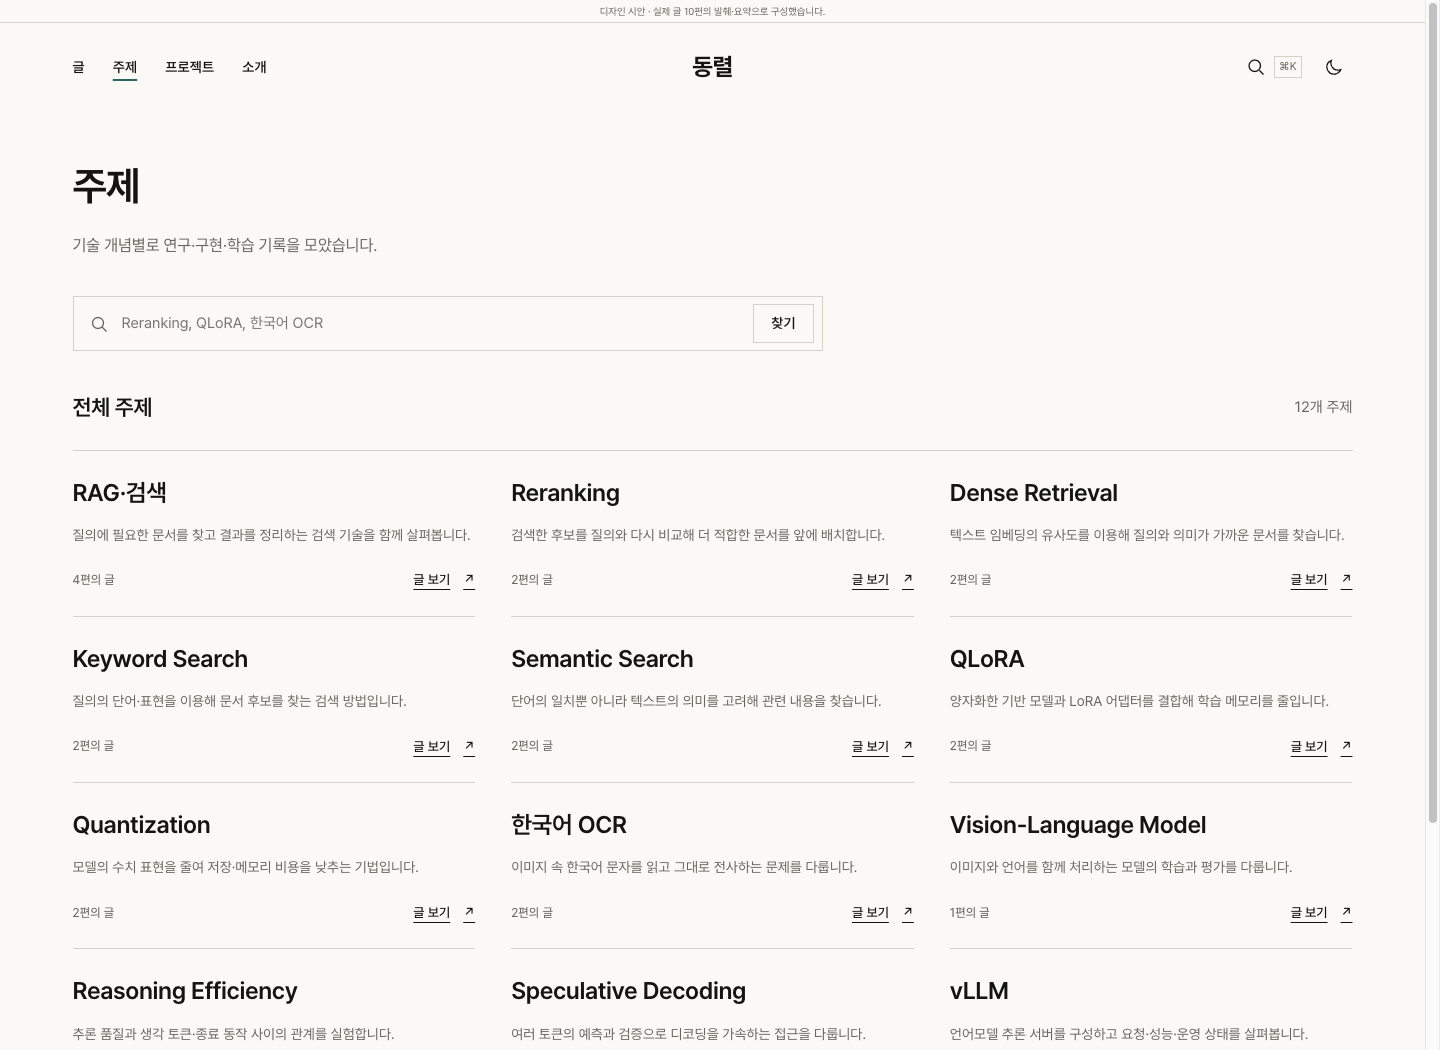 디자인 시안 · 실제 글 10편의 발췌·요약으로 구성했습니다.
글 주제 프로젝트 소개
동렬
⌘K
주제
기술 개념별로 연구·구현·학습 기록을 모았습니다.
Reranking, QLoRA, 한국어 OCR
찾기
전체 주제
12개 주제
RAG·검색
질의에 필요한 문서를 찾고 결과를 정리하는 검색 기술을 함께 살펴봅니다.
4편의 글
글 보기 ↗
Reranking
검색한 후보를 질의와 다시 비교해 더 적합한 문서를 앞에 배치합니다.
2편의 글
글 보기 ↗
Dense Retrieval
텍스트 임베딩의 유사도를 이용해 질의와 의미가 가까운 문서를 찾습니다.
2편의 글
글 보기 ↗
Keyword Search
질의의 단어·표현을 이용해 문서 후보를 찾는 검색 방법입니다.
2편의 글
글 보기 ↗
Semantic Search
단어의 일치뿐 아니라 텍스트의 의미를 고려해 관련 내용을 찾습니다.
2편의 글
글 보기 ↗
QLoRA
양자화한 기반 모델과 LoRA 어댑터를 결합해 학습 메모리를 줄입니다.
2편의 글
글 보기 ↗
Quantization
모델의 수치 표현을 줄여 저장·메모리 비용을 낮추는 기법입니다.
2편의 글
글 보기 ↗
한국어 OCR
이미지 속 한국어 문자를 읽고 그대로 전사하는 문제를 다룹니다.
2편의 글
글 보기 ↗
Vision-Language Model
이미지와 언어를 함께 처리하는 모델의 학습과 평가를 다룹니다.
1편의 글
글 보기 ↗
Reasoning Efficiency
추론 품질과 생각 토큰·종료 동작 사이의 관계를 실험합니다.
Speculative Decoding
여러 토큰의 예측과 검증으로 디코딩을 가속하는 접근을 다룹니다.
vLLM
언어모델 추론 서버를 구성하고 요청·성능·운영 상태를 살펴봅니다.